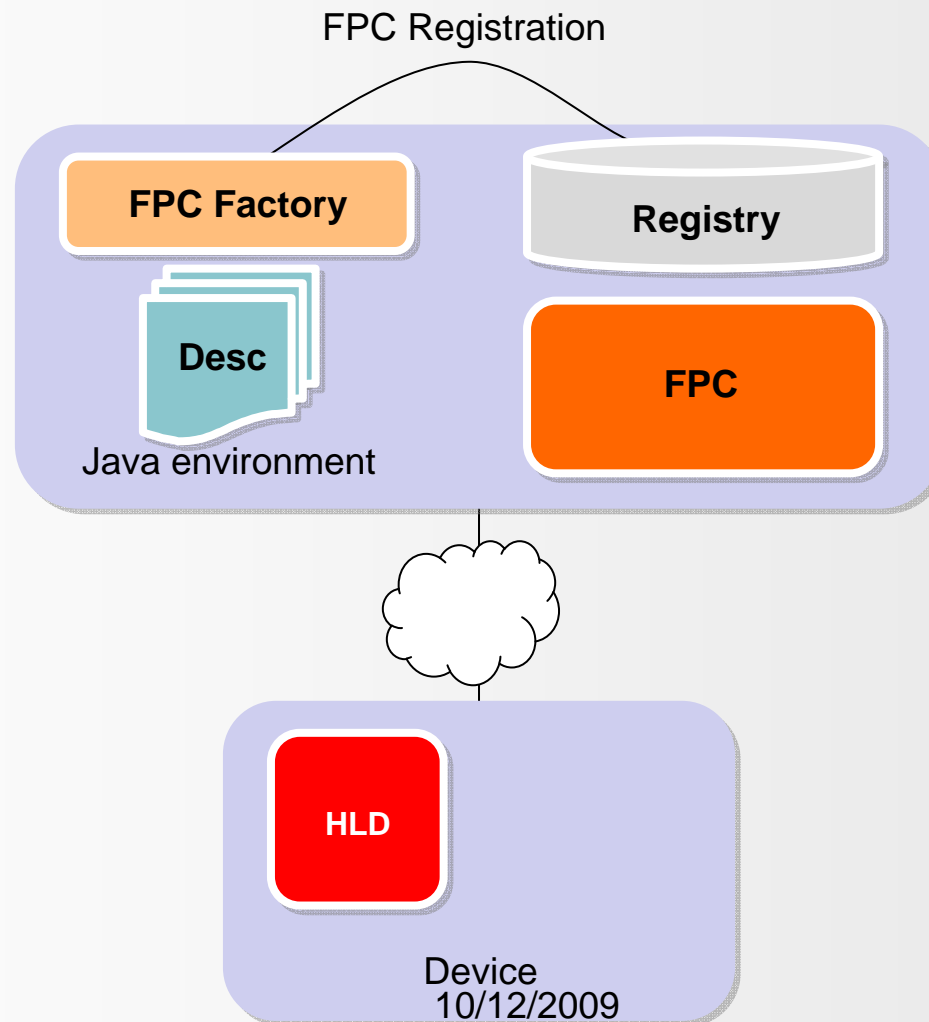 FPC Registration
FPC Factory
Registry
Desc
FPC
Java environment
HLD
Device
10/12/2009